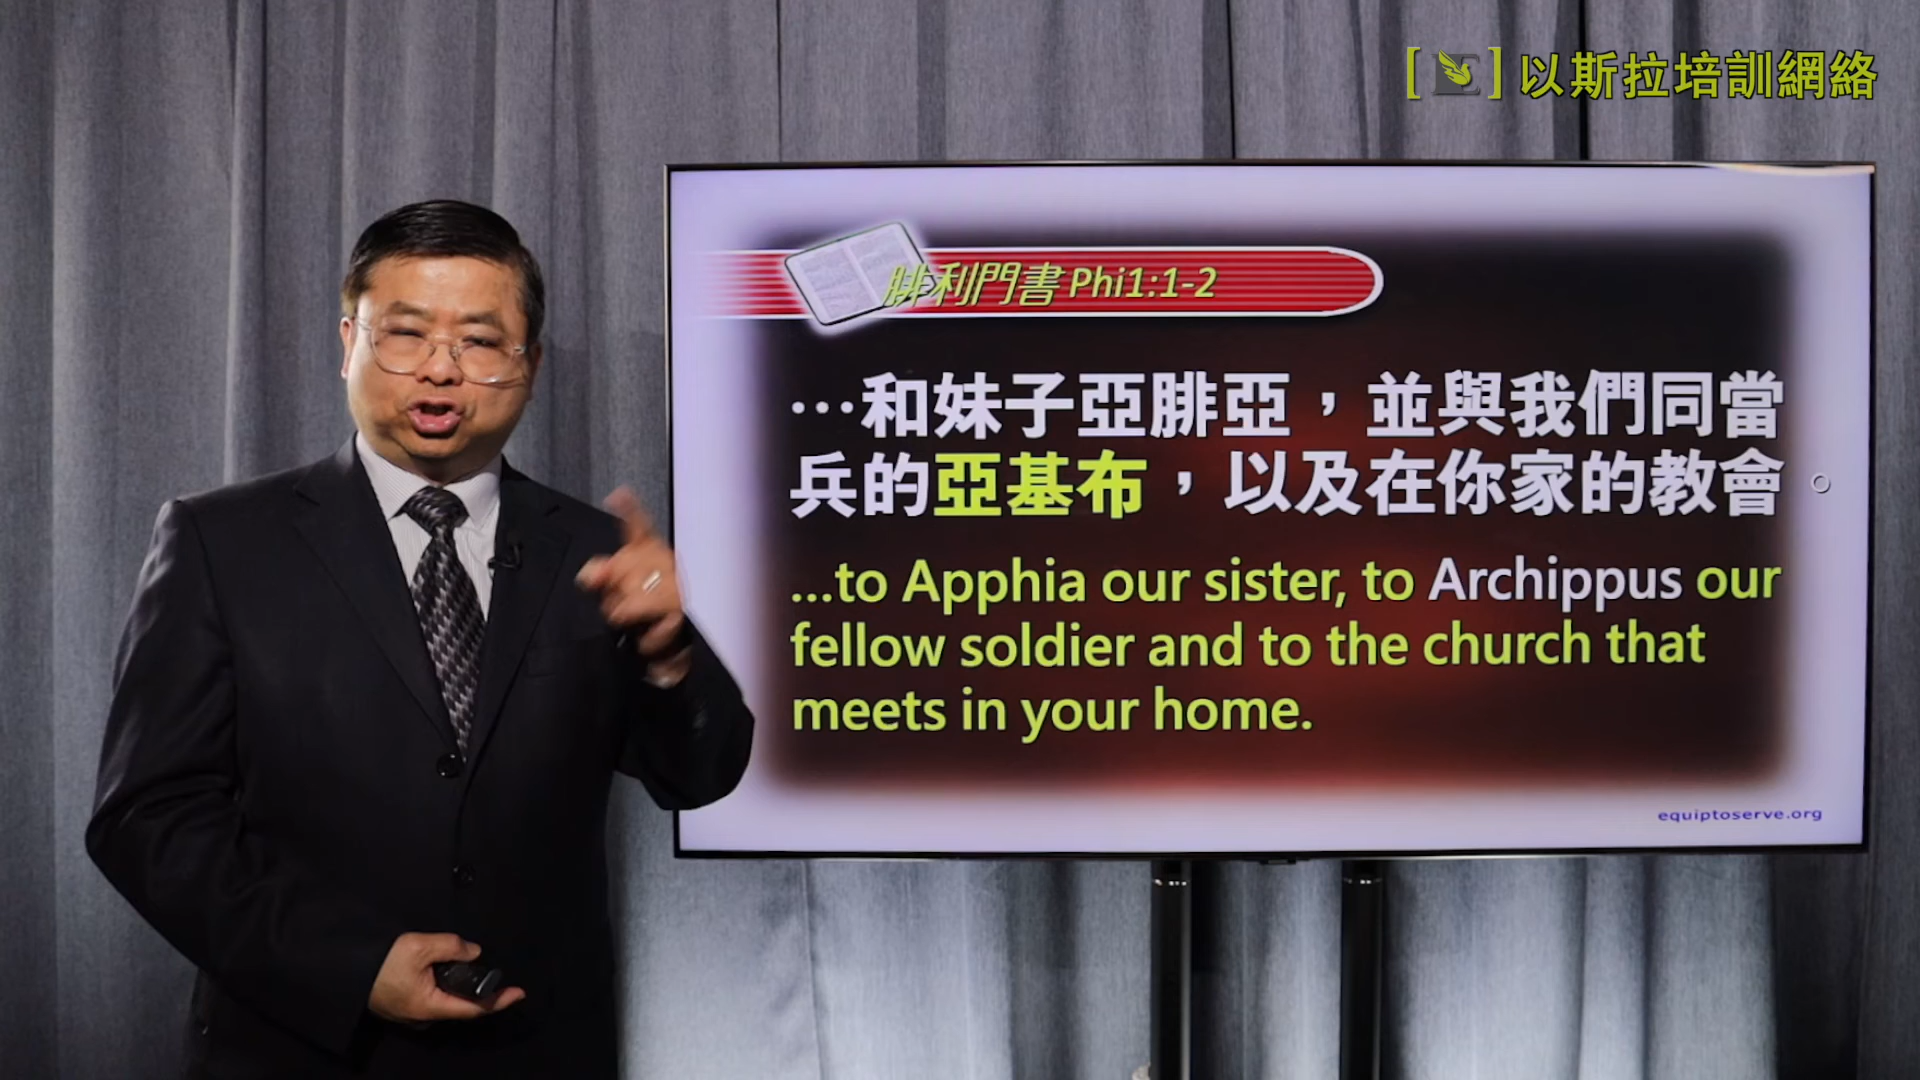 [ ] 以斯拉培訓網絡
腓利門書 Phi1:1-2
…和妹子亞腓亞，並與我們同當
兵的亞基布，以及在你家的教會。
...to Apphia our sister, to Archippus our
fellow soldier and to the church that
meets in your home.
equiptoserve.org